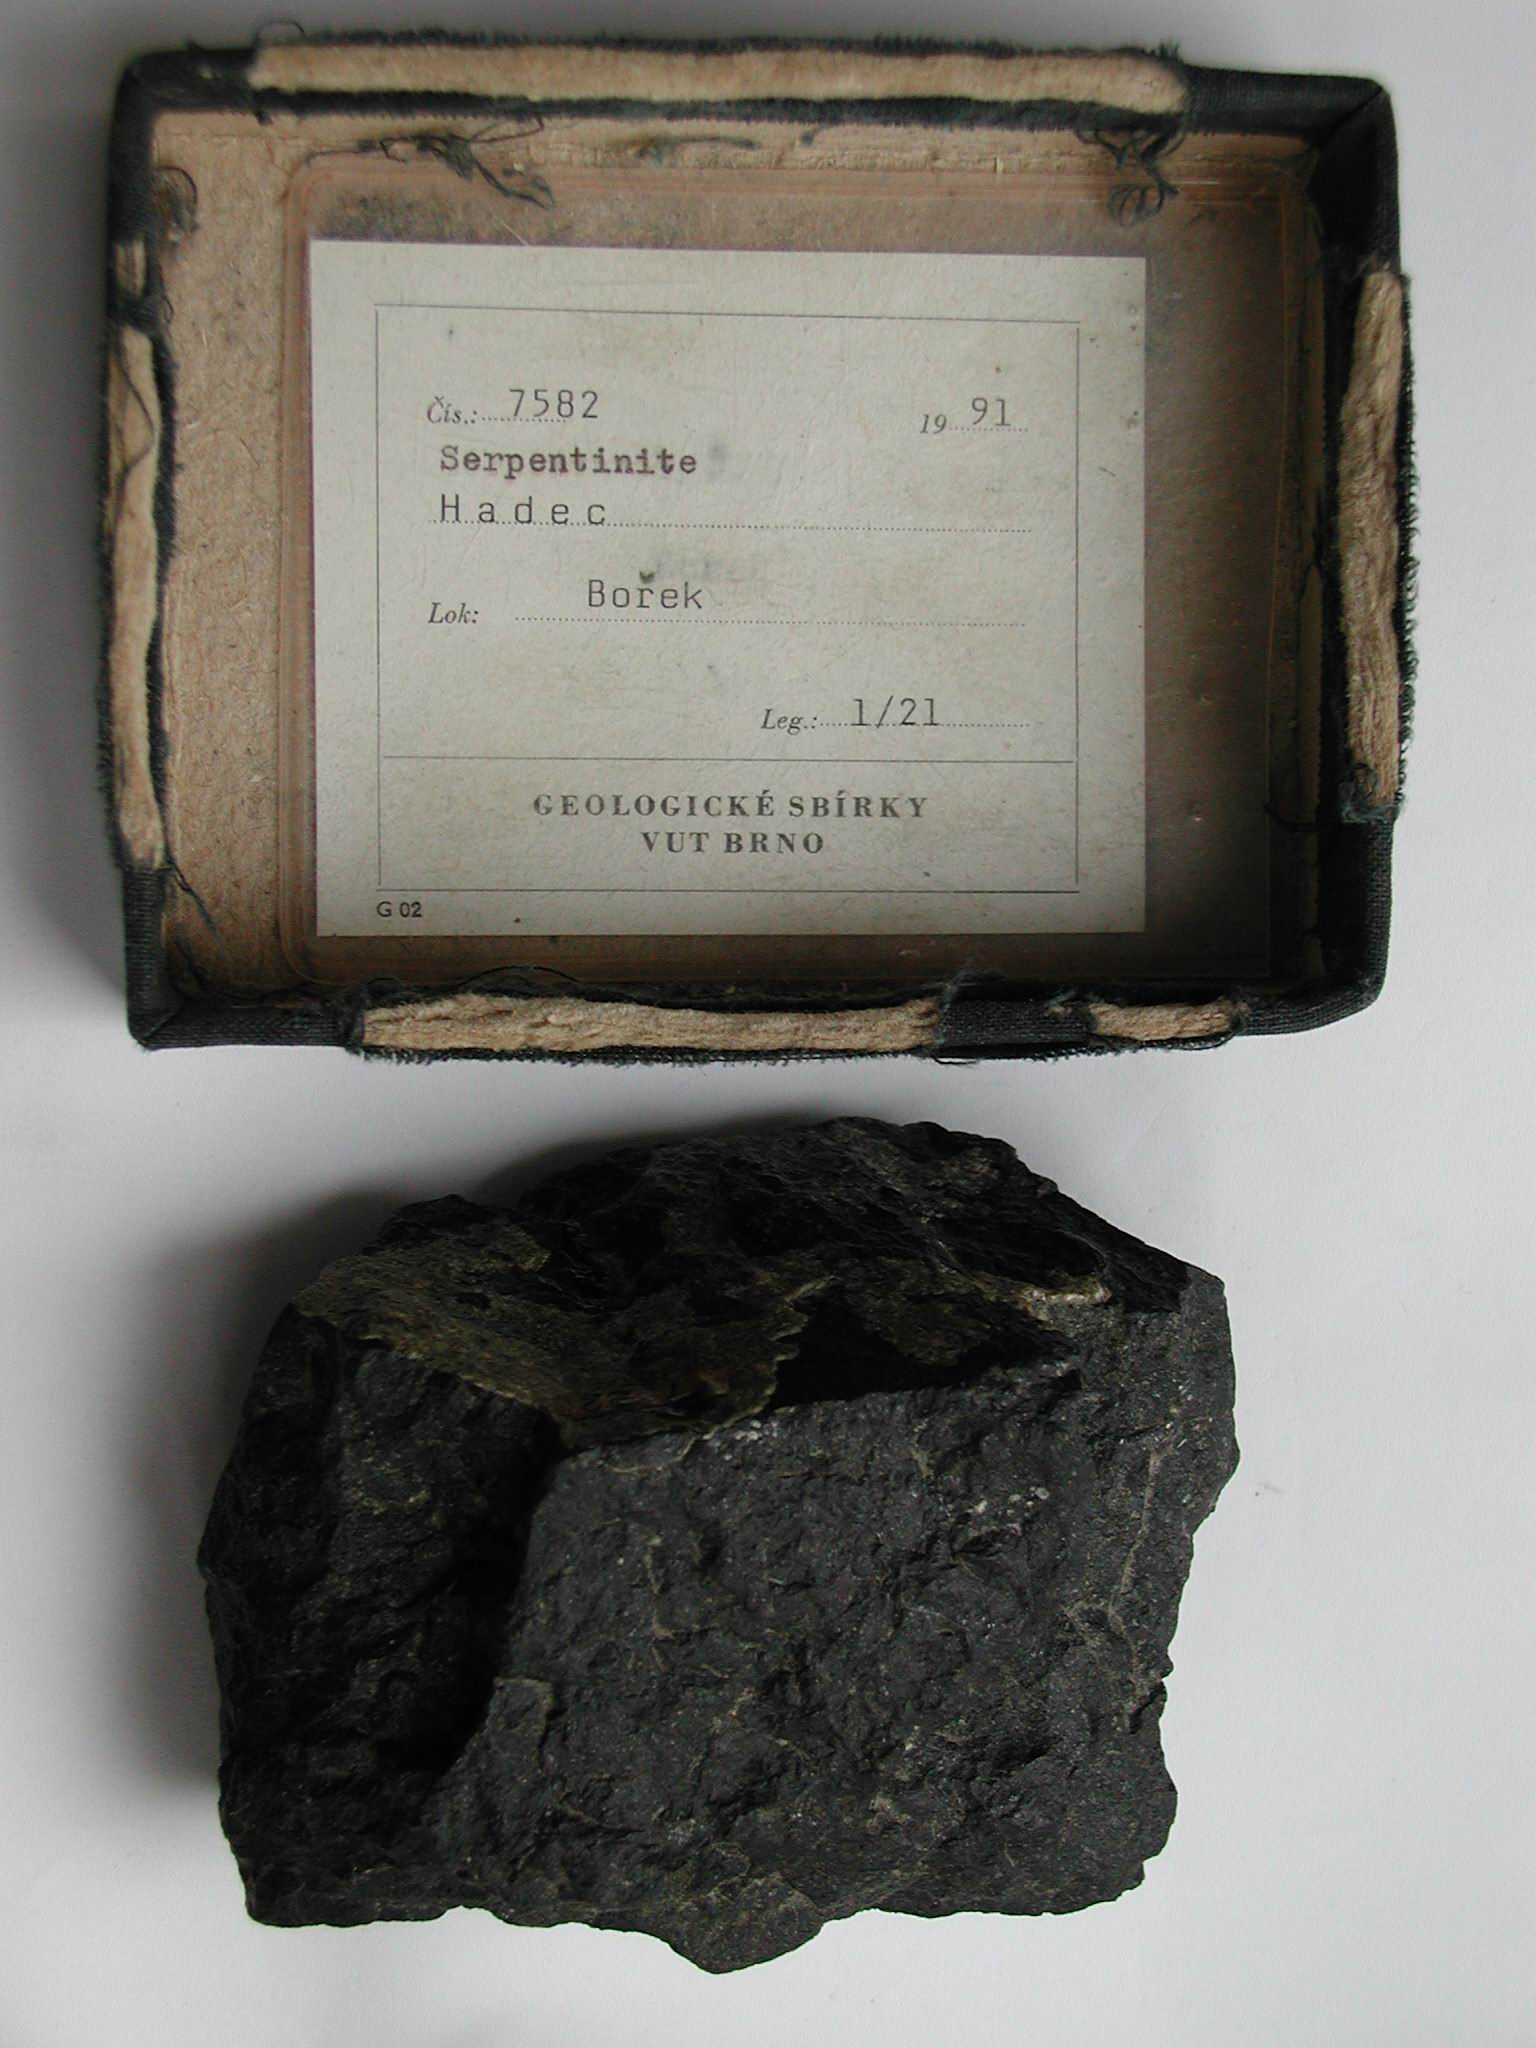 Čís.: 7582 19 91
Serpentinite
Hadec
Bořek
Lok:
Leg.: 1/21
GEOLOGICKÉ SBÍRKY
VUT BRNO
G 02